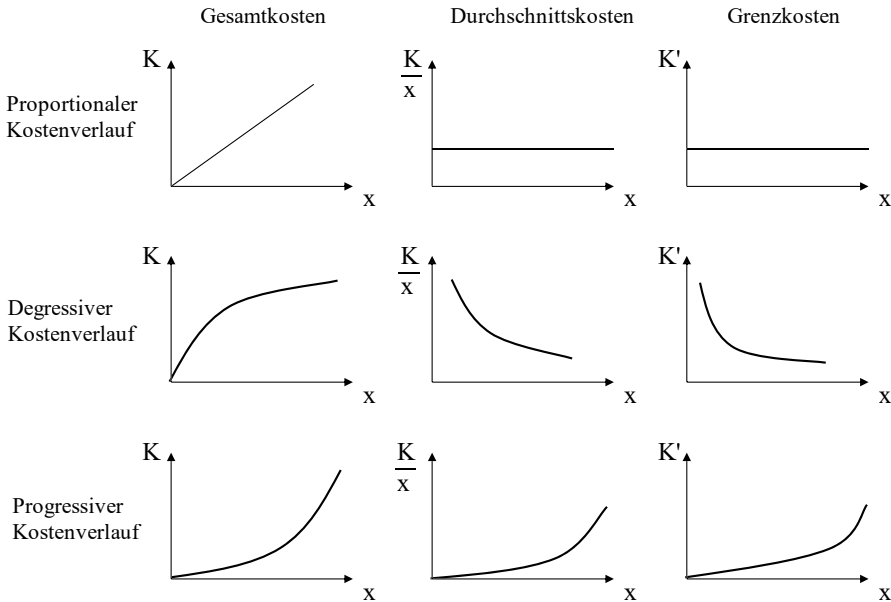 Gesamtkosten
Durchschnittskosten
Grenzkosten
Proportionaler
Kostenverlauf
K
x
K
x
x
K'
x
Degressiver
Kostenverlauf
K
x
K
x
x
K'
x
Progressiver
Kostenverlauf
K
x
K
x
x
K'
x